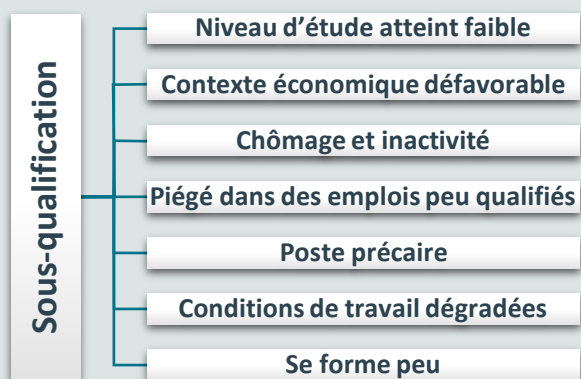 Sous-qualification
Niveau d’étude atteint faible
Contexte économique défavorable
Chômage et inactivité
Piégé dans des emplois peu qualifiés
Poste précaire
Conditions de travail dégradées
Se forme peu